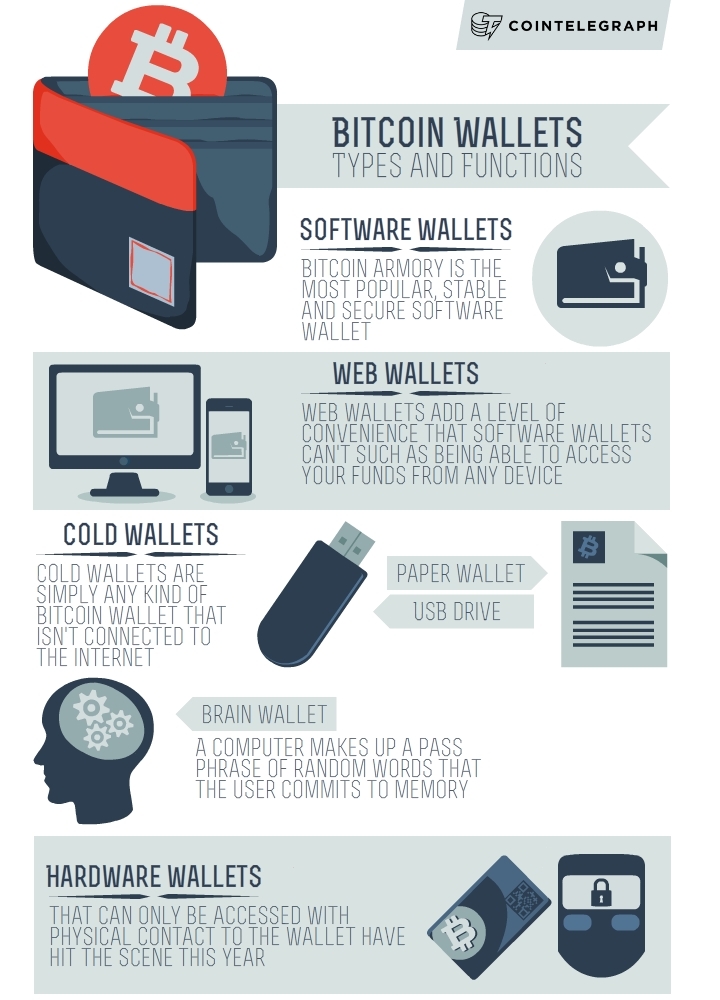 COINTELEGRAPH
BITCOIN WALLETS
TYPES AND FUNCTIONS
SOFTWARE WALLETS
BITCOIN ARMORY IS THE
MOST POPULAR, STABLE
AND SECURE SOFTWARE
WALLET
WEB WALLETS
WEB WALLETS ADD A LEVEL OF
CONVENIENCE THAT SOFTWARE WALLETS
CAN'T SUCH AS BEING ABLE TO ACCESS
YOUR FUNDS FROM ANY DEVICE
COLD WALLETS
COLD WALLETS ARE
SIMPLY ANY KIND OF
BITCOIN WALLET THAT
ISN'T CONNECTED TO
THE INTERNET
PAPER WALLET
USB DRIVE
BRAIN WALLET
A COMPUTER MAKES UP A PASS
PHRASE OF RANDOM WORDS THAT
THE USER COMMITS TO MEMORY
HARDWARE WALLETS
THAT CAN ONLY BE ACCESSED WITH
PHYSICAL CONTACT TO THE WALLET HAVE
HIT THE SCENE THIS YEAR